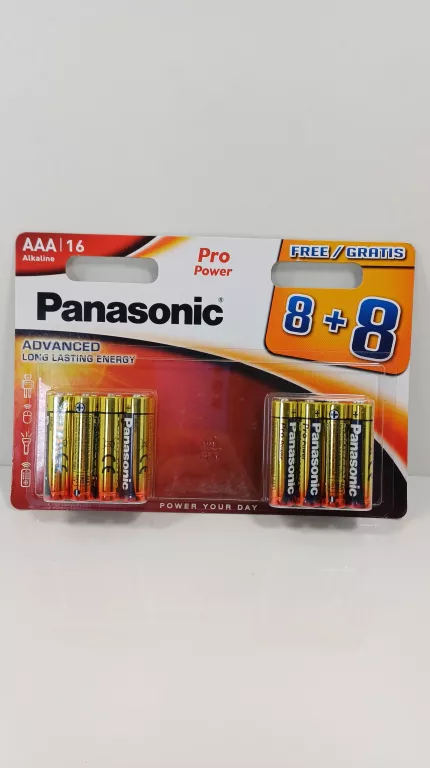 AAA|16
Alkaline
Pro
Power
FREE/GRATIS
8+8
Panasonic®
ADVANCED
LONG LASTING ENERGY
Panasonic
Panasonic
Panasonic
Panasonic
POWER YOUR DAY